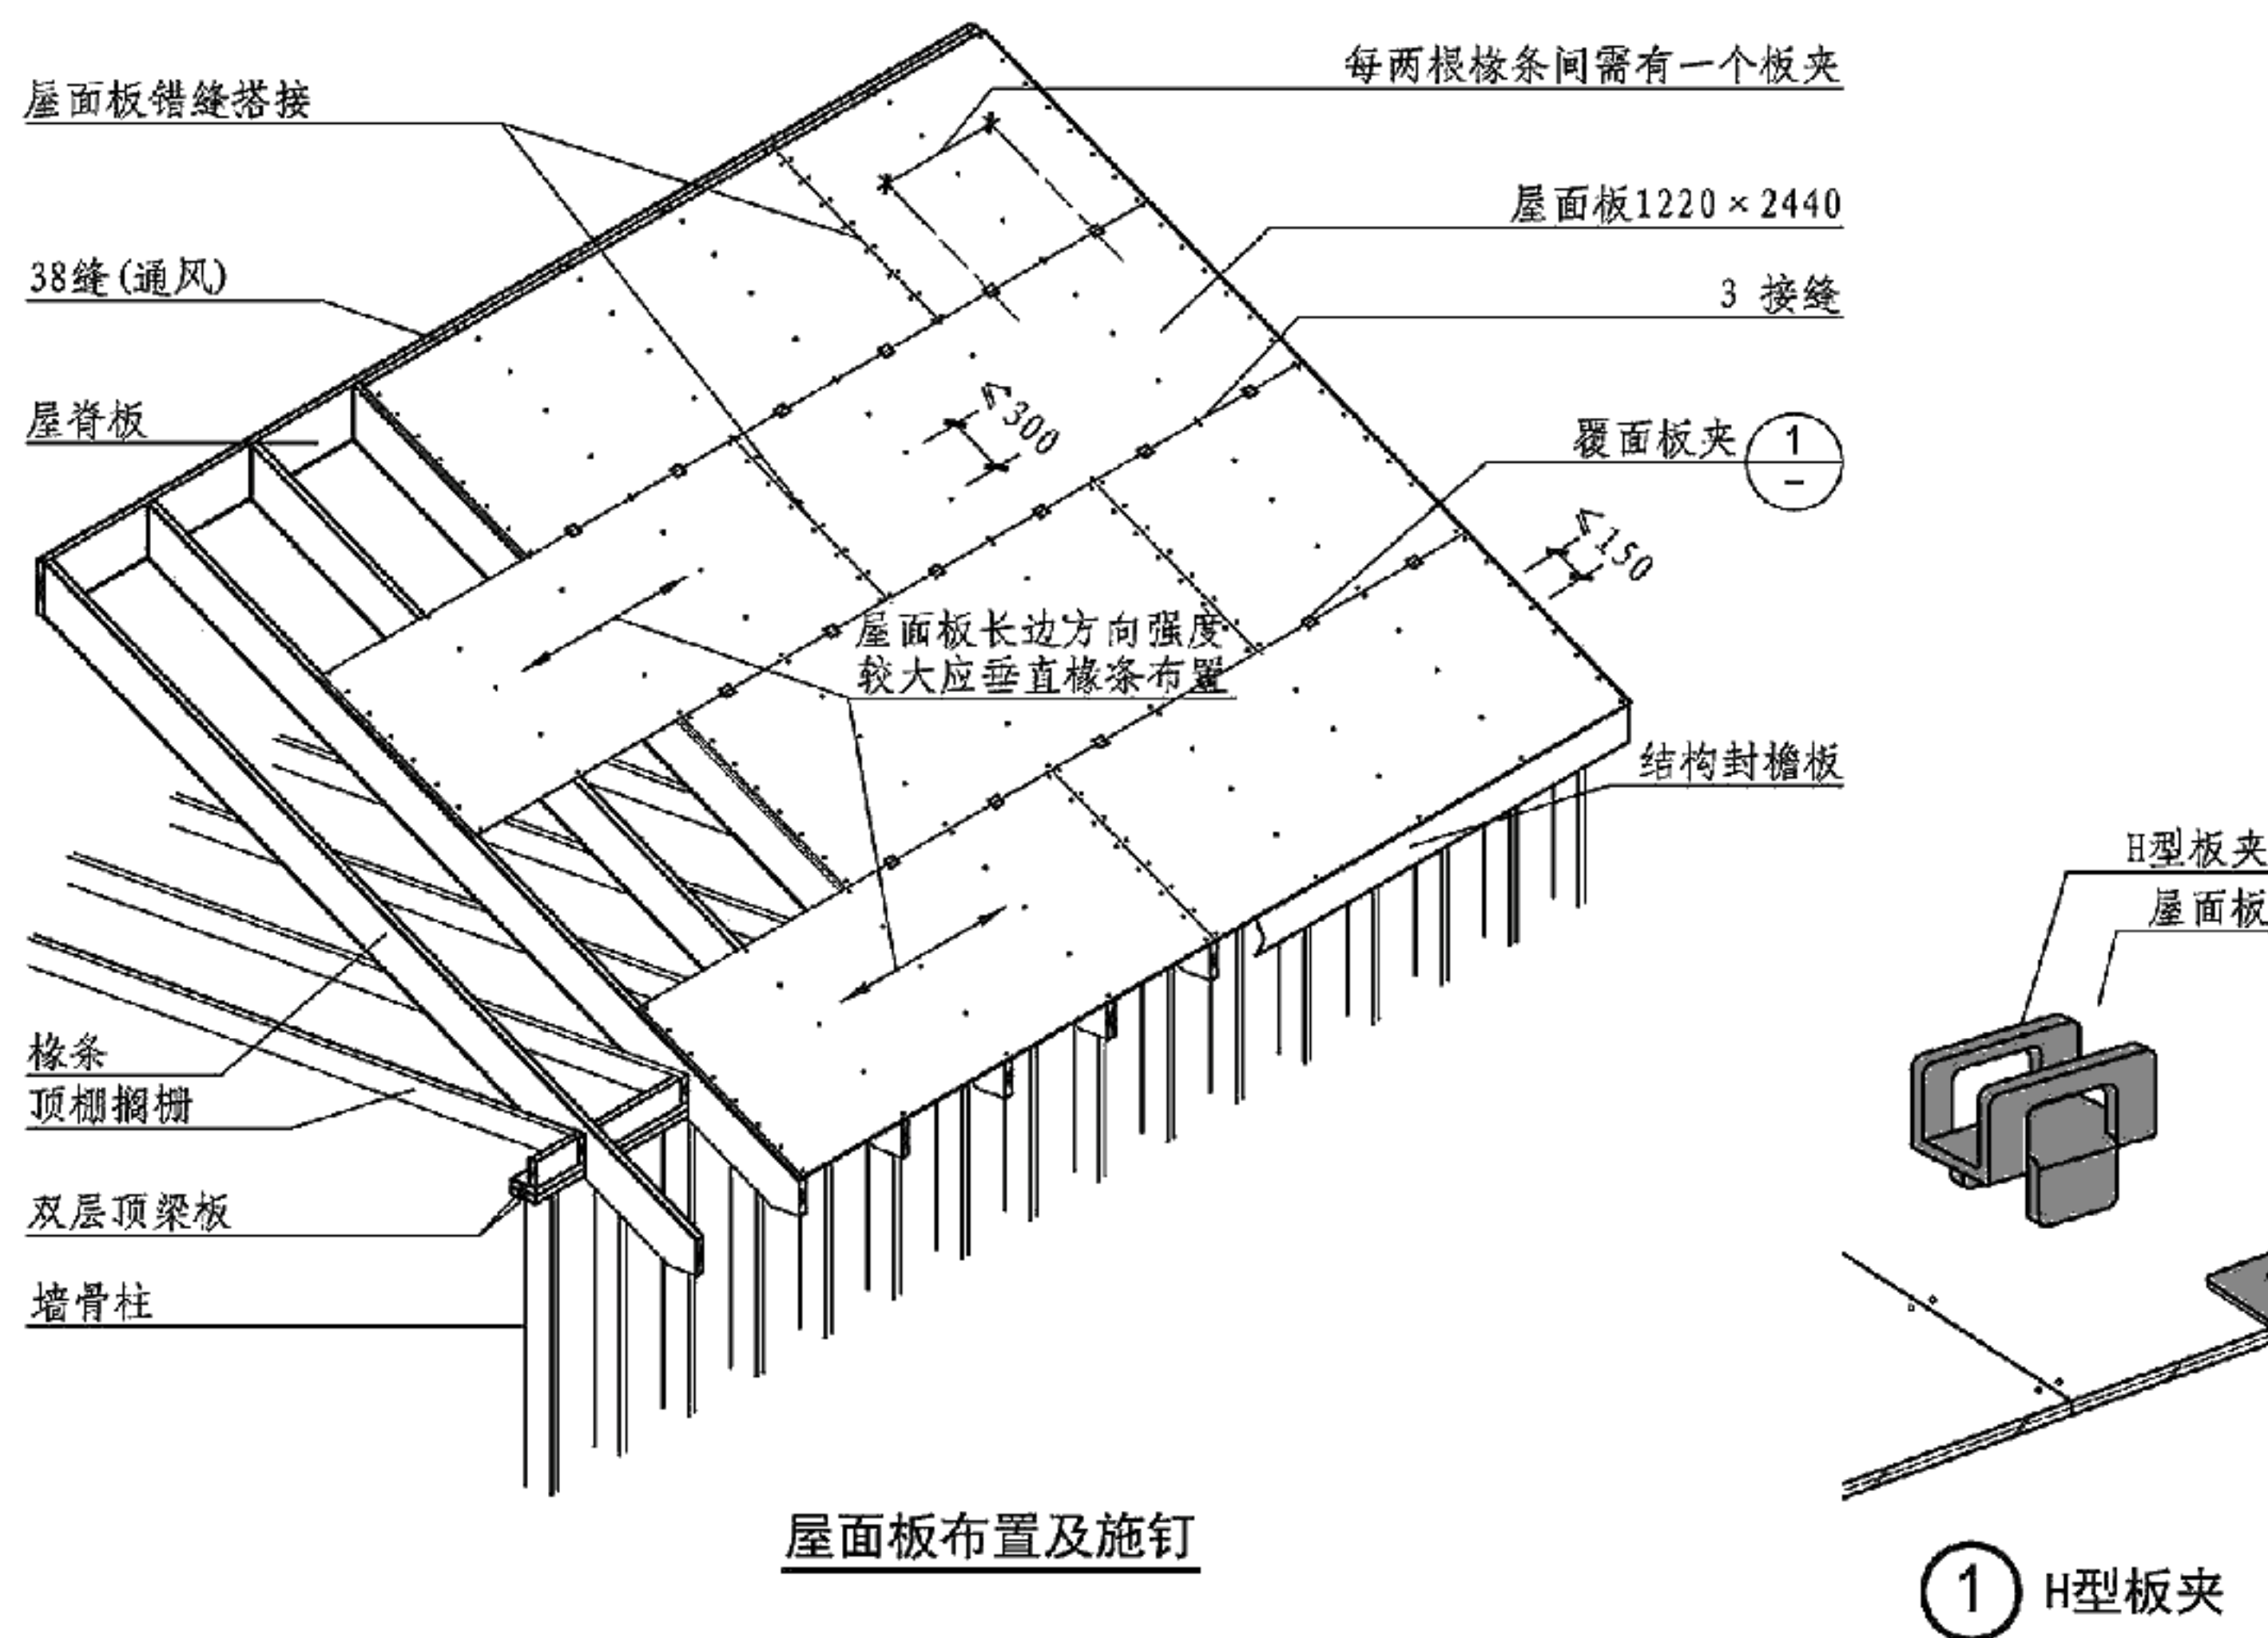 屋面板错缝搭接
38缝(通风)
屋脊板
椽条
顶棚搁栅
双层顶梁板
墙骨柱
每两根椽条间需有一个板夹
屋面板1220×2440
3 接缝
覆面板夹
1
–
≤300
≤150
屋面板长边方向强度
较大应垂直椽条布置
结构封檐板
屋面板布置及施钉
H型板夹
屋面板
1 H型板夹